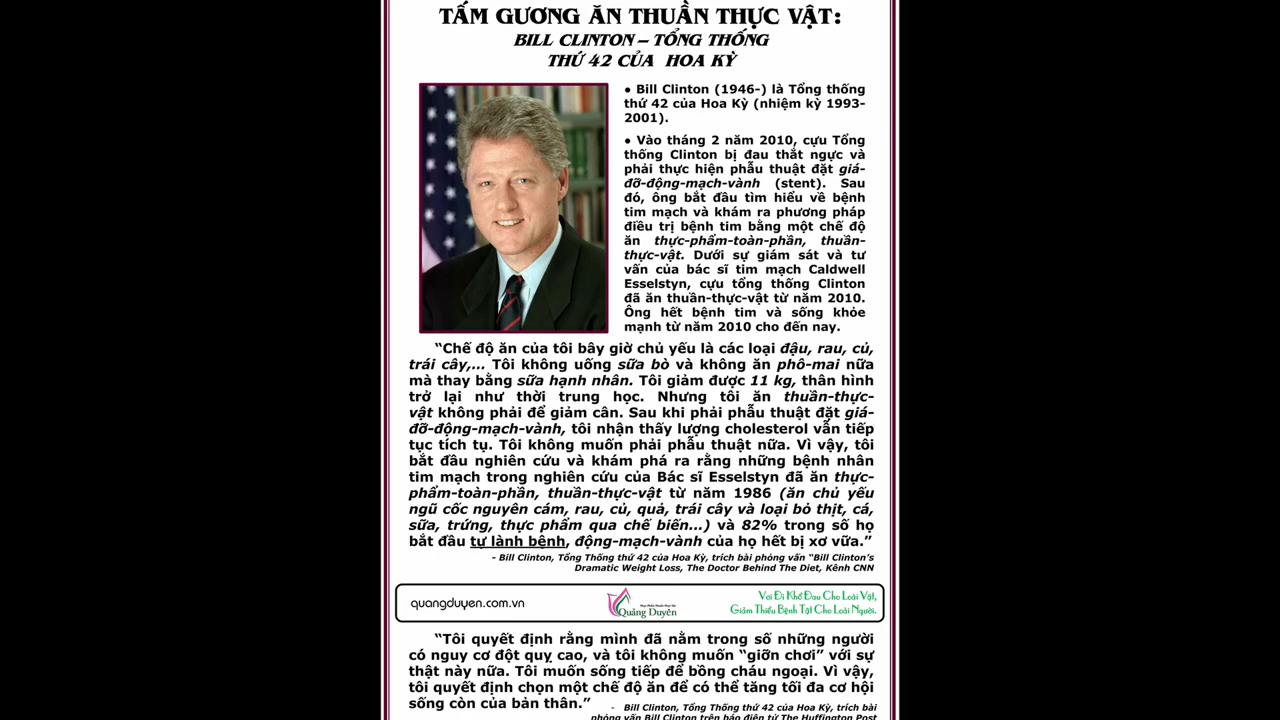 TẤM GƯƠNG ĂN THUẦN THỰC VẬT:
BILL CLINTON – TỔNG THỐNG
THỨ 42 CỦA HOA KỲ
● Bill Clinton (1946-) là Tổng thống
thứ 42 của Hoa Kỳ (nhiệm kỳ 1993-
2001).
● Vào tháng 2 năm 2010, cựu Tổng
thống Clinton bị đau thắt ngực và
phải thực hiện phẫu thuật đặt giá-
đỡ-động-mạch-vành (stent). Sau
đó, ông bắt đầu tìm hiểu về bệnh
tim mạch và khám ra phương pháp
điều trị bệnh tim bằng một chế độ
ăn thực-phẩm-toàn-phần, thuần-
thực-vật. Dưới sự giám sát và tư
vấn của bác sĩ tim mạch Caldwell
Esselstyn, cựu tổng thống Clinton
đã ăn thuần-thực-vật từ năm 2010.
Ông hết bệnh tim và sống khỏe
mạnh từ năm 2010 cho đến nay.
“Chế độ ăn của tôi bây giờ chủ yếu là các loại đậu, rau, củ,
trái cây,... Tôi không uống sữa bò và không ăn phô-mai nữa
mà thay bằng sữa hạnh nhân. Tôi giảm được 11 kg, thân hình
trở lại như thời trung học. Nhưng tôi ăn thuần-thực-
vật không phải để giảm cân. Sau khi phải phẫu thuật đặt giá-
đỡ-động-mạch-vành, tôi nhận thấy lượng cholesterol vẫn tiếp
tục tích tụ. Tôi không muốn phải phẫu thuật nữa. Vì vậy, tôi
bắt đầu nghiên cứu và khám phá ra rằng những bệnh nhân
tim mạch trong nghiên cứu của Bác sĩ Esselstyn đã ăn thực-
phẩm-toàn-phần, thuần-thực-vật từ năm 1986 (ăn chủ yếu
ngũ cốc nguyên cám, rau, củ, quả, trái cây và loại bỏ thịt, cá,
sữa, trứng, thực phẩm qua chế biến...) và 82% trong số họ
bắt đầu tự lành bệnh, động-mạch-vành của họ hết bị xơ vữa.”
- Bill Clinton, Tổng Thống thứ 42 của Hoa Kỳ, trích bài phỏng vấn “Bill Clinton’s
Dramatic Weight Loss, The Doctor Behind The Diet, Kênh CNN
quangduyen.com.vn
Quảng Duyên
Vơi Đi Khổ Đau Cho Loài Vật,
Giảm Thiểu Bệnh Tật Cho Loài Người.
“Tôi quyết định rằng mình đã nằm trong số những người
có nguy cơ đột quỵ cao, và tôi không muốn “giỡn chơi” với sự
thật này nữa. Tôi muốn sống tiếp để bồng cháu ngoại. Vì vậy,
tôi quyết định chọn một chế độ ăn để có thể tăng tối đa cơ hội
sống còn của bản thân.”
- Bill Clinton, Tổng Thống thứ 42 của Hoa Kỳ, trích bài
phỏng vấn Bill Clinton trên báo điện tử The Huffington Post